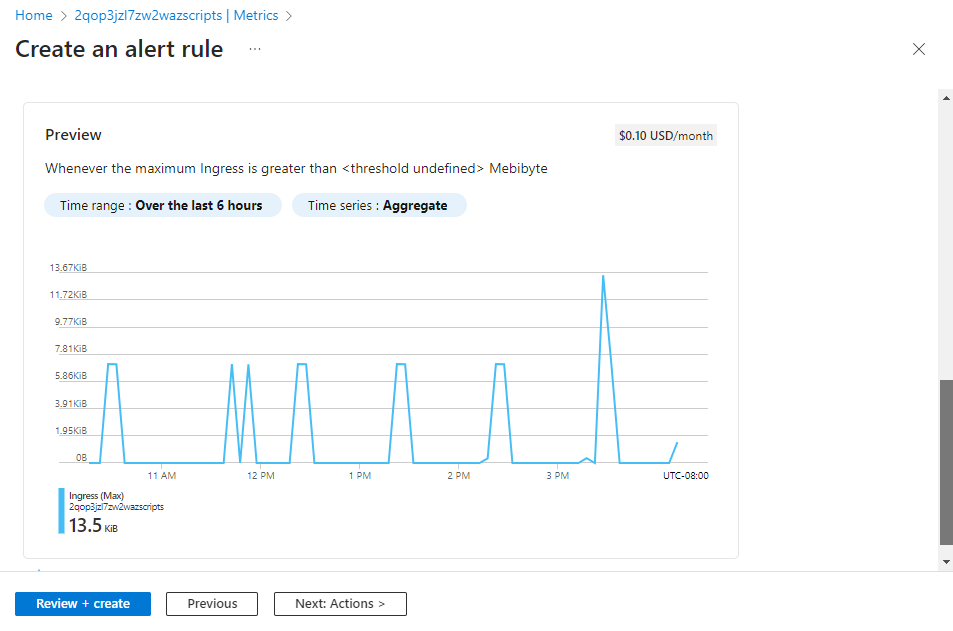 Home > 2qop3jzl7zw2wazscripts | Metrics >
Create an alert rule ...
Preview
$0.10 USD/month
Whenever the maximum Ingress is greater than <threshold undefined> Mebibyte
Time range : Over the last 6 hours
Time series : Aggregate
13.67KiB
11.72KiB
9.77KiB
7.81KiB
5.86KiB
3.91KiB
1.95KiB
0B
11 AM 12 PM 1 PM 2 PM 3 PM UTC-08:00
Ingress (Max)
2qop3jzl7zw2wazscripts
13.5 KiB
Review + create
Previous
Next: Actions >